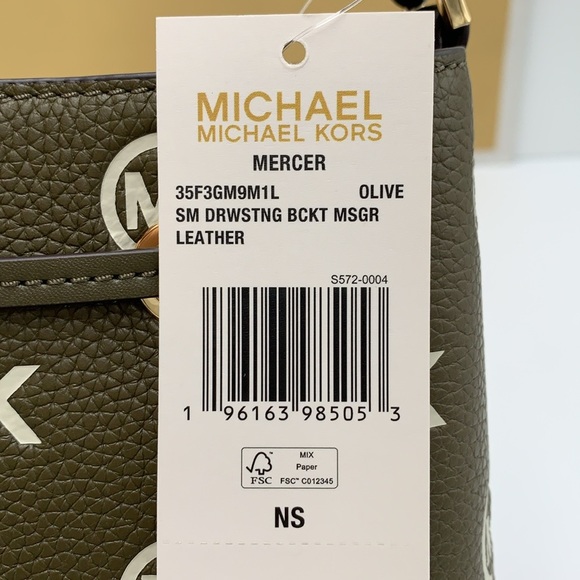 MICHAEL
MICHAEL KORS
MERCER
35F3GM9M1L OLIVE
SM DRWSTNG BCKT MSGR
LEATHER
S572-0004
1 96163 98505 3
FSC
MIX
Paper
FSC™ C012345
NS
M
K